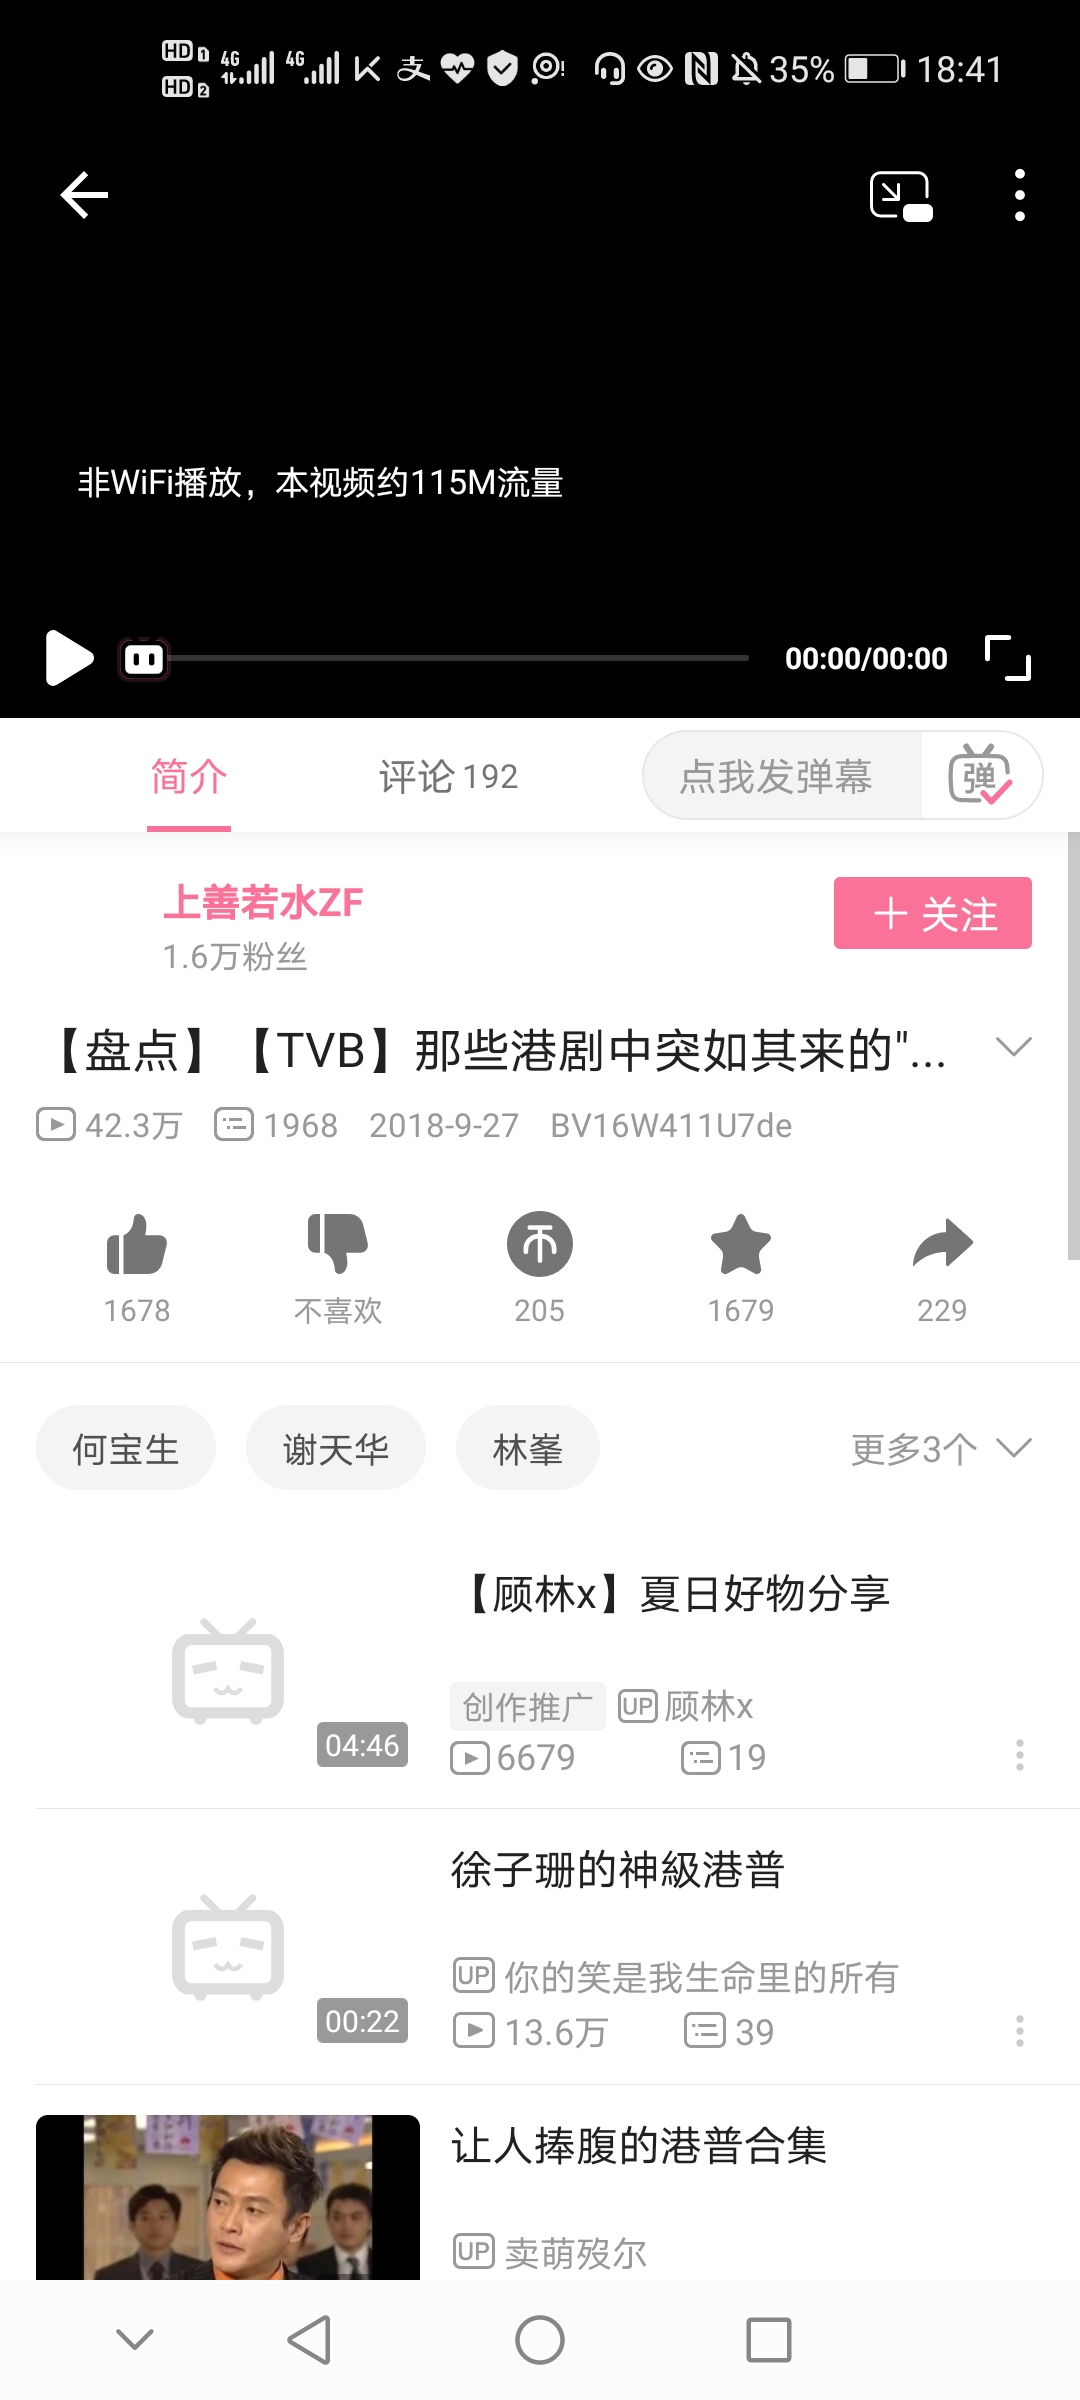 HD 1 4G 4G 35% 18:41
HD 2
非WiFi播放，本视频约115M流量
00:00/00:00
简介 评论 192 点我发弹幕 弹
上善若水ZF
1.6万粉丝
＋关注
【盘点】【TVB】那些港剧中突如其来的"...
42.3万 1968 2018-9-27 BV16W411U7de
1678 不喜欢 205 1679 229
何宝生 谢天华 林峯 更多3个
【顾林x】夏日好物分享
创作推广 UP 顾林x
04:46
6679 19
徐子珊的神級港普
UP 你的笑是我生命里的所有
00:22
13.6万 39
让人捧腹的港普合集
UP 卖萌殁尔